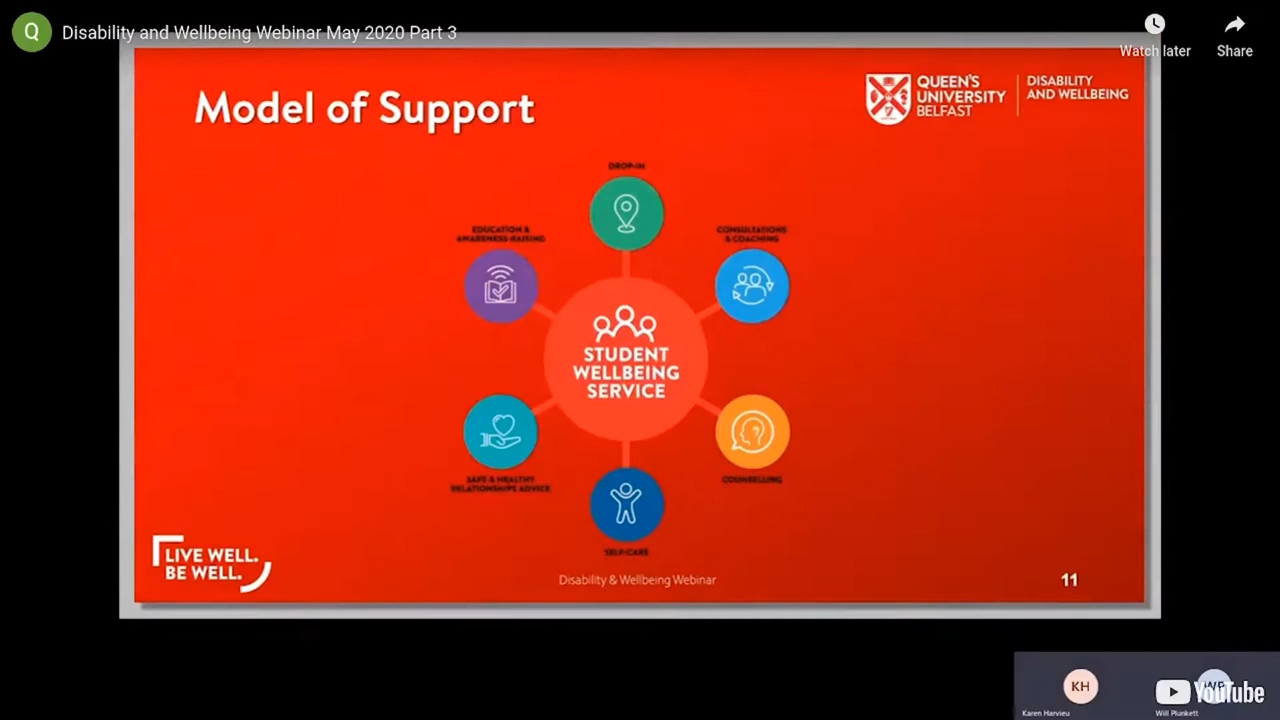 Q
Disability and Wellbeing Webinar May 2020 Part 3
Watch later
Share
Model of Support
QUEEN'S
UNIVERSITY
BELFAST
DISABILITY
AND WELLBEING
DROP-IN
EDUCATION &
AWARENESS-RAISING
CONSULTATIONS
& COACHING
STUDENT
WELLBEING
SERVICE
SAFE & HEALTHY
RELATIONSHIPS ADVICE
COUNSELLING
SELF-CARE
LIVE WELL.
BE WELL.
Disability & Wellbeing Webinar
11
KH
WP
YouTube
Karen Harvieu
Will Plunkett